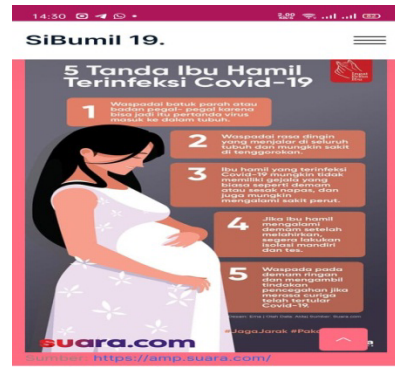 14:30
SiBumil 19.
5 Tanda Ibu Hamil
Terinfeksi Covid-19
1
Waspadai batuk parah atau
badan pegal- pegal karena
bisa jadi itu pertanda virus
masuk ke dalam tubuh.
2
Waspadai rasa dingin
yang menjalar di seluruh
tubuh dan mungkin sakit
di tenggorokan.
3
Ibu hamil yang terinfeksi
Covid-19 mungkin tidak
memiliki gejala yang
biasa seperti demam
atau sesak napas, dan
juga mungkin
mengalami sakit perut.
4
Jika ibu hamil
mengalami
demam setelah
melahirkan,
segera lakukan
isolasi mandiri
dan tes.
5
Waspada pada
demam ringan
dan mengambil
tindakan
pencegahan jika
merasa curiga
telah tertular
Covid-19.
suara.com
#JagaJarak
Sumber: https://amp.suara.com/